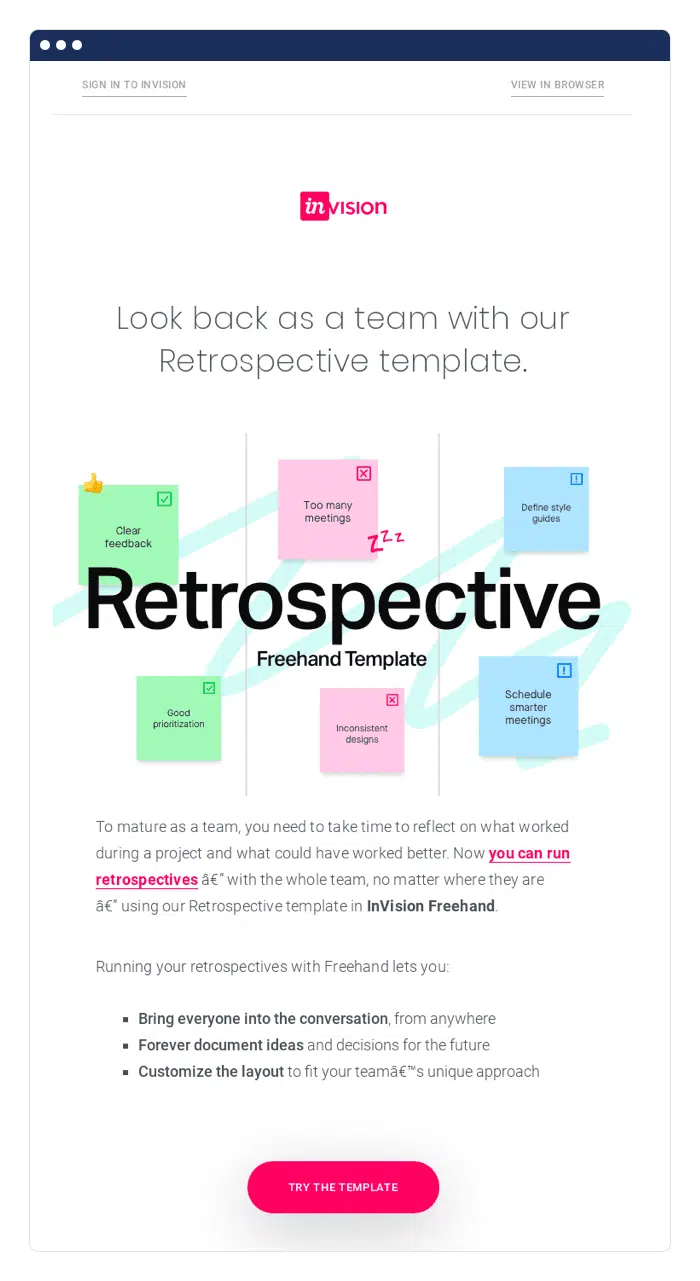 SIGN IN TO INVISION
VIEW IN BROWSER
invision
Look back as a team with our
Retrospective template.
Clear
feedback
Too many
meetings
zzz
Define style
guides
Retrospective
Freehand Template
Good
prioritization
Inconsistent
designs
Schedule
smarter
meetings
To mature as a team, you need to take time to reflect on what worked
during a project and what could have worked better. Now you can run
retrospectives â€” with the whole team, no matter where they are
â€” using our Retrospective template in InVision Freehand.
Running your retrospectives with Freehand lets you:
Bring everyone into the conversation, from anywhere
Forever document ideas and decisions for the future
Customize the layout to fit your teamâ€™s unique approach
TRY THE TEMPLATE